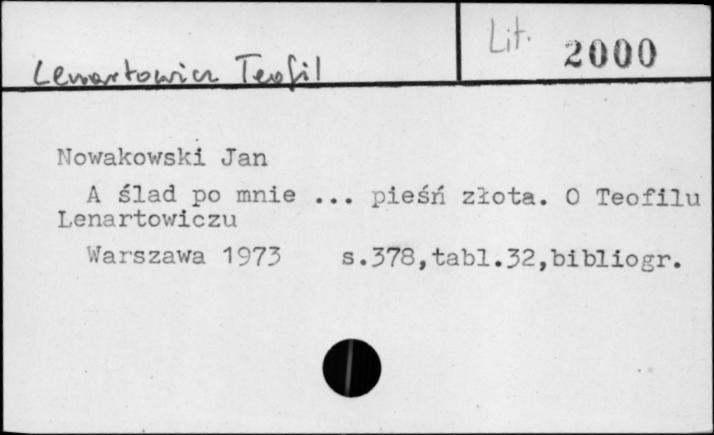 Lit. 2000
Lenartowicz Teofil
Nowakowski Jan
A ślad po mnie ... pieśń złota. O Teofilu
Lenartowiczu
Warszawa 1973 s.378,tabl.32,bibliogr.